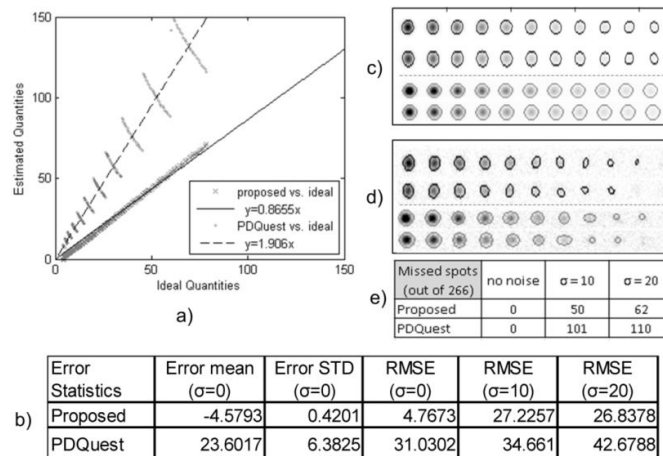 150
100
50
0
0
50
100
150
Estimated Quantities
Ideal Quantities
proposed vs. ideal
y=0.8655x
PDQuest vs. ideal
y=1.906x
a)
c)
d)
e)
Missed spots (out of 266) no noise σ=10 σ=20
Proposed 0 50 62
PDQuest 0 101 110
b)
Error Statistics Error mean (σ=0) Error STD (σ=0) RMSE (σ=0) RMSE (σ=10) RMSE (σ=20)
Proposed -4.5793 0.4201 4.7673 27.2257 26.8378
PDQuest 23.6017 6.3825 31.0302 34.661 42.6788